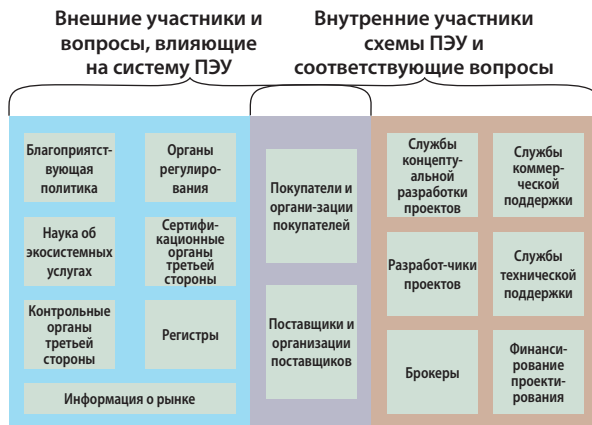 Внешние участники и
вопросы, влияющие
на систему ПЭУ
Внутренние участники
схемы ПЭУ и
соответствующие вопросы
Благоприятст-
вующая
политика
Органы
регулиро-
вания
Наука об
экосистемных
услугах
Сертифи-
кационные
органы
третьей
стороны
Контрольные
органы
третьей
стороны
Регистры
Информация о рынке
Покупатели и
органи-зации
покупателей
Поставщики и
организации
поставщиков
Службы
концепту-
альной
разработки
проектов
Службы
коммер-
ческой
поддержки
Разработ-чики
проектов
Службы
технической
поддержки
Брокеры
Финанси-
рование
проекти-
рования